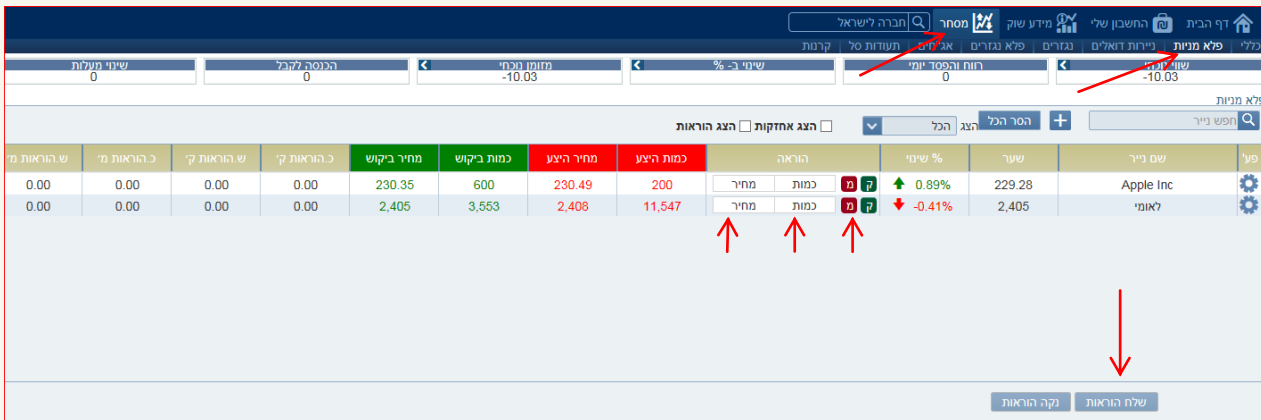 דף הבית החשבון שלי מידע שוק מסחר חברה לישראל
כללי פלא מניות ניירות דואלים נגזרים פלא נגזרים אג"חים תעודות סל קרנות
שווי נוכחי רווח והפסד יומי שינוי ב- % מזומן נוכחי הכנסה לקבל שינוי מעלות
-10.03 0 -10.03 0 0
פלא מניות
חפש נייר הסר הכל הצג הכל הצג אחזקות הצג הוראות
פע' שם נייר שער % שינוי הוראה כמות היצע מחיר היצע כמות ביקוש מחיר ביקוש כ.הוראות ק' ש.הוראות ק' כ.הוראות מ' ש.הוראות מ'
Apple Inc 229.28 0.89% ק מ כמות מחיר 200 230.49 600 230.35 0.00 0.00 0.00 0.00
לאומי 2,405 -0.41% ק מ כמות מחיר 11,547 2,408 3,553 2,405 0.00 0.00 0.00 0.00
שלח הוראות נקה הוראות